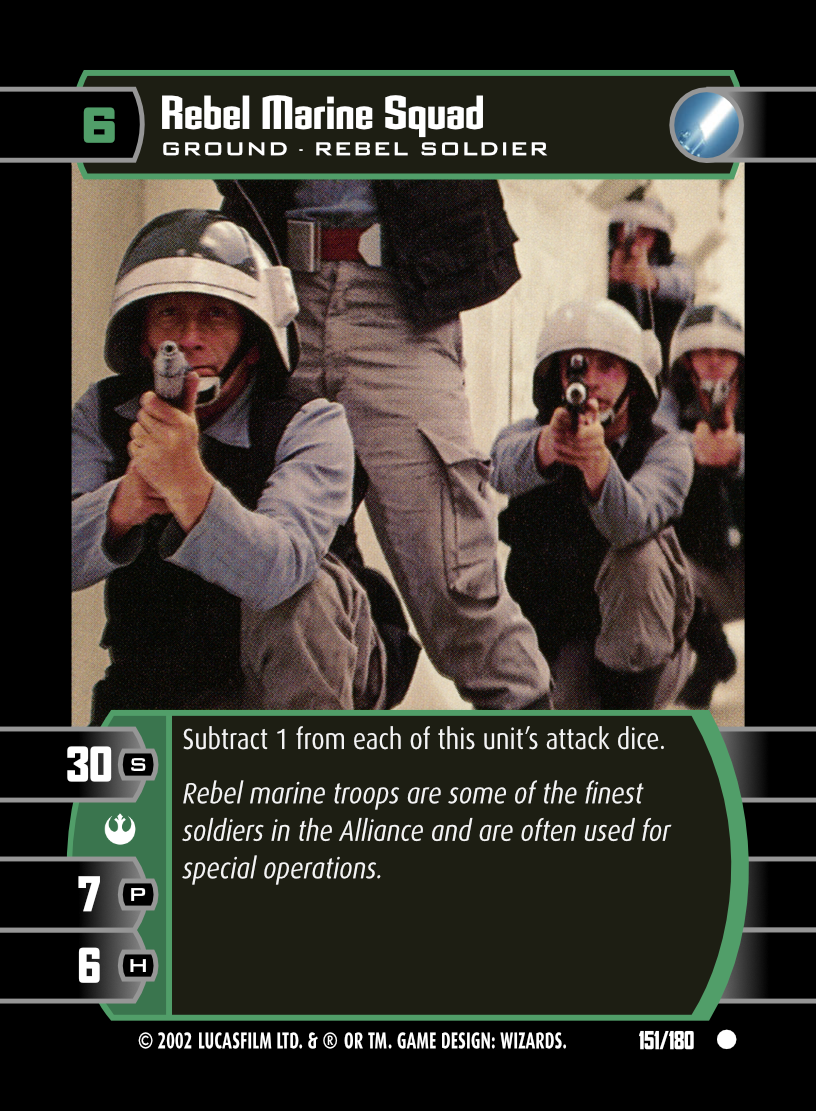 6
Rebel Marine Squad
GROUND · REBEL SOLDIER
30 S
7 P
6 H
Subtract 1 from each of this unit's attack dice.
Rebel marine troops are some of the finest
soldiers in the Alliance and are often used for
special operations.
© 2002 LUCASFILM LTD. & ® OR TM. GAME DESIGN: WIZARDS.
151/180